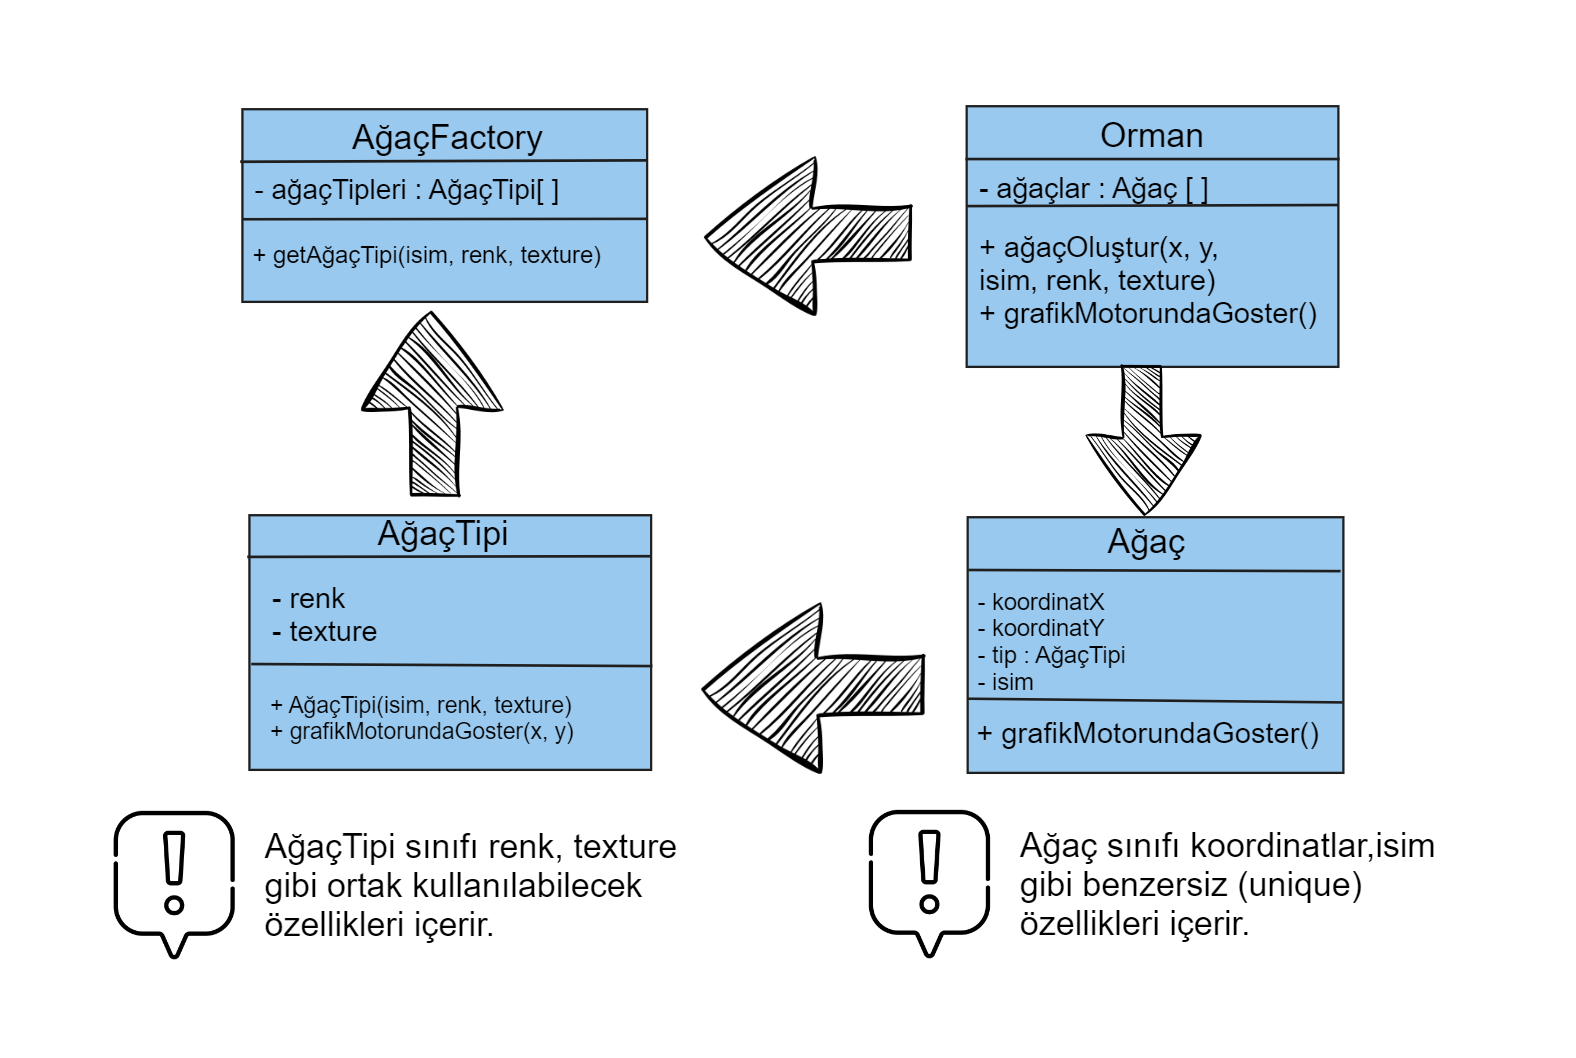 AğaçFactory
- ağaçTipleri : AğaçTipi[ ]
+ getAğaçTipi(isim, renk, texture)
Orman
- ağaçlar : Ağaç [ ]
+ ağaçOluştur(x, y,
isim, renk, texture)
+ grafikMotorundaGoster()
AğaçTipi
- renk
- texture
+ AğaçTipi(isim, renk, texture)
+ grafikMotorundaGoster(x, y)
Ağaç
- koordinatX
- koordinatY
- tip : AğaçTipi
- isim
+ grafikMotorundaGoster()
AğaçTipi sınıfı renk, texture
gibi ortak kullanılabilecek
özellikleri içerir.
Ağaç sınıfı koordinatlar,isim
gibi benzersiz (unique)
özellikleri içerir.